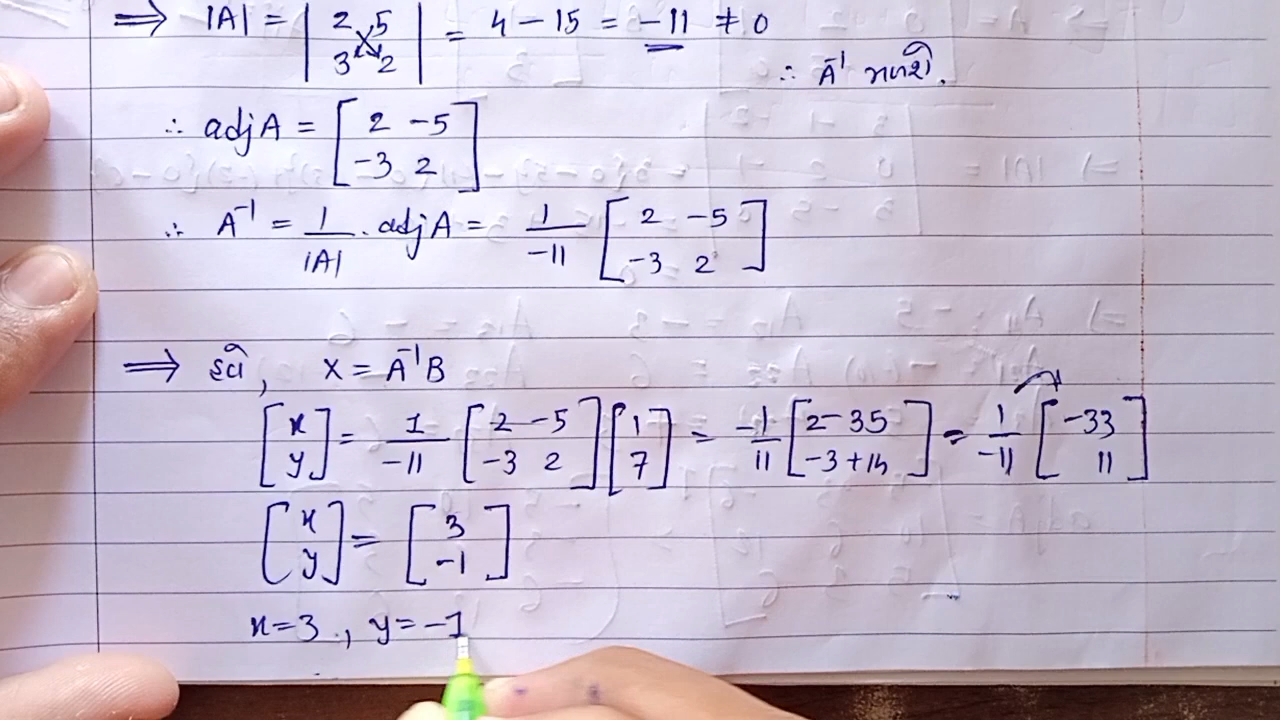 ⟹ |A| = | 2 5 3 2 | = 4 - 15 = -11 ≠ 0
∴ A⁻¹ મળશે.
∴ adj A = [ 2 -5 -3 2 ]
∴ A⁻¹ = 1/|A| . adj A = 1/-11 [ 2 -5 -3 2 ]
⟹ હવે, X = A⁻¹B
[ x y ] = 1/-11 [ 2 -5 -3 2 ] [ 1 7 ] = -1/11 [ 2-35 -3+14 ] = 1/-11 [ -33 11 ]
[ x y ] = [ 3 -1 ]
x=3 , y=-1